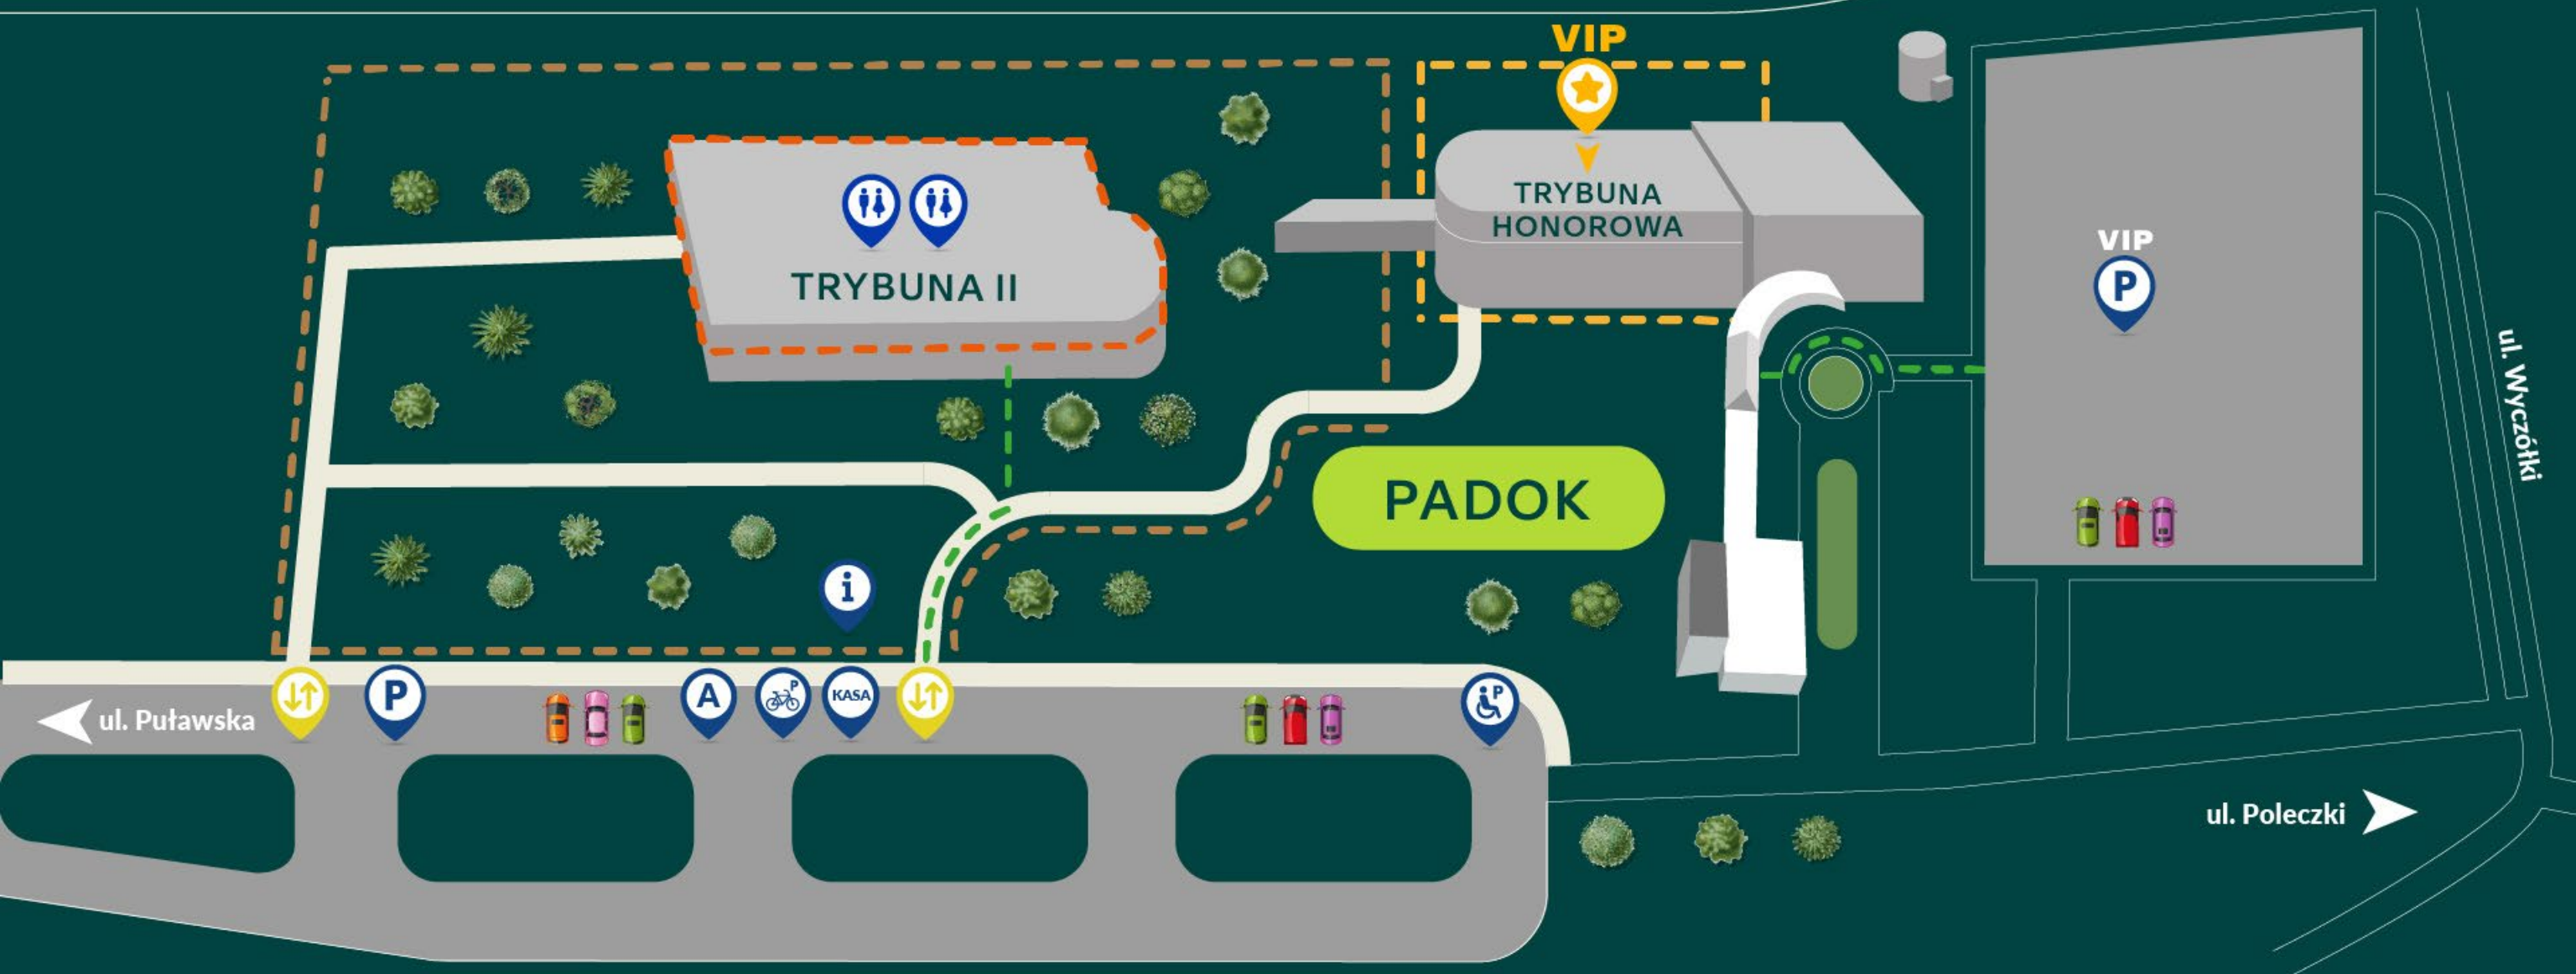 VIP
TRYBUNA
HONOROWA
TRYBUNA II
VIP
P
ul. Wyczółki
PADOK
i
ul. Puławska
P
A
P
KASA
P
ul. Poleczki